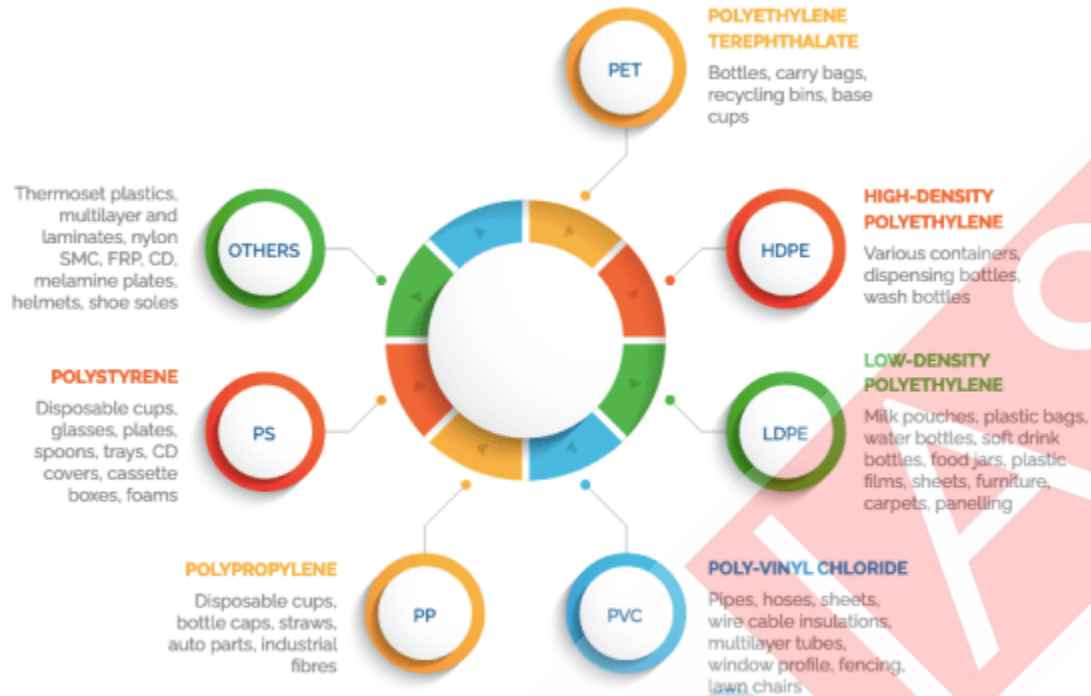 PET
POLYETHYLENE
TEREPHTHALATE
Bottles, carry bags,
recycling bins, base
cups
HDPE
HIGH-DENSITY
POLYETHYLENE
Various containers,
dispensing bottles,
wash bottles
LDPE
LOW-DENSITY
POLYETHYLENE
Milk pouches, plastic bags,
water bottles, soft drink
bottles, food jars, plastic
films, sheets, furniture,
carpets, panelling
PVC
POLY-VINYL CHLORIDE
Pipes, hoses, sheets,
wire cable insulations,
multilayer tubes,
window profile, fencing,
lawn chairs
PP
POLYPROPYLENE
Disposable cups,
bottle caps, straws,
auto parts, industrial
fibres
PS
POLYSTYRENE
Disposable cups,
glasses, plates,
spoons, trays, CD
covers, cassette
boxes, foams
OTHERS
Thermoset plastics,
multilayer and
laminates, nylon
SMC, FRP, CD,
melamine plates,
helmets, shoe soles